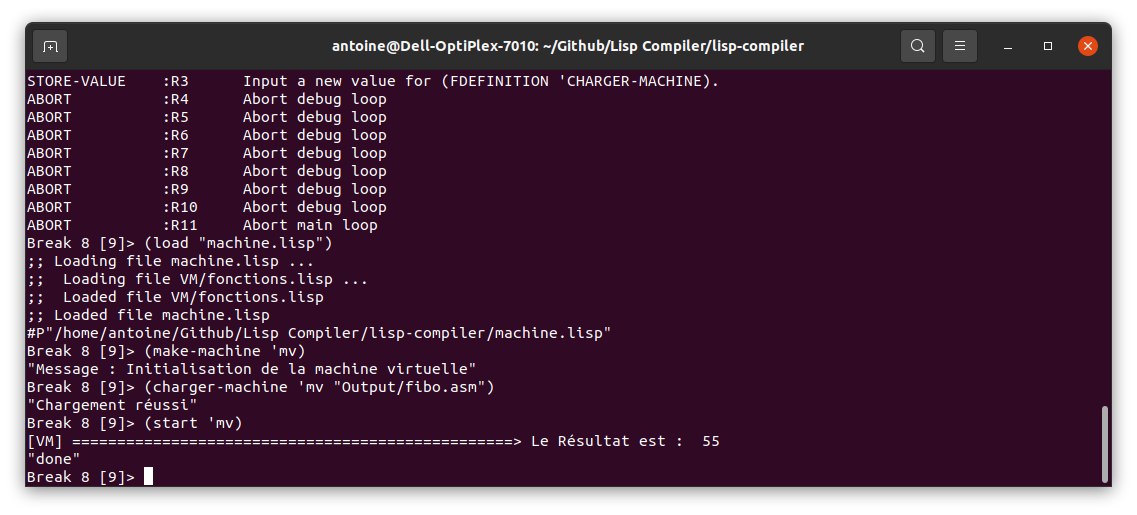 antoine@Dell-OptiPlex-7010: ~/Github/Lisp Compiler/lisp-compiler
STORE-VALUE    :R3      Input a new value for (FDEFINITION 'CHARGER-MACHINE).
ABORT          :R4      Abort debug loop
ABORT          :R5      Abort debug loop
ABORT          :R6      Abort debug loop
ABORT          :R7      Abort debug loop
ABORT          :R8      Abort debug loop
ABORT          :R9      Abort debug loop
ABORT          :R10     Abort debug loop
ABORT          :R11     Abort main loop
Break 8 [9]> (load "machine.lisp")
;; Loading file machine.lisp ...
;;  Loading file VM/fonctions.lisp ...
;;  Loaded file VM/fonctions.lisp
;; Loaded file machine.lisp
#P"/home/antoine/Github/Lisp Compiler/lisp-compiler/machine.lisp"
Break 8 [9]> (make-machine 'mv)
"Message : Initialisation de la machine virtuelle"
Break 8 [9]> (charger-machine 'mv "Output/fibo.asm")
"Chargement réussi"
Break 8 [9]> (start 'mv)
[VM] =================================================> Le Résultat est :  55
"done"
Break 8 [9]>